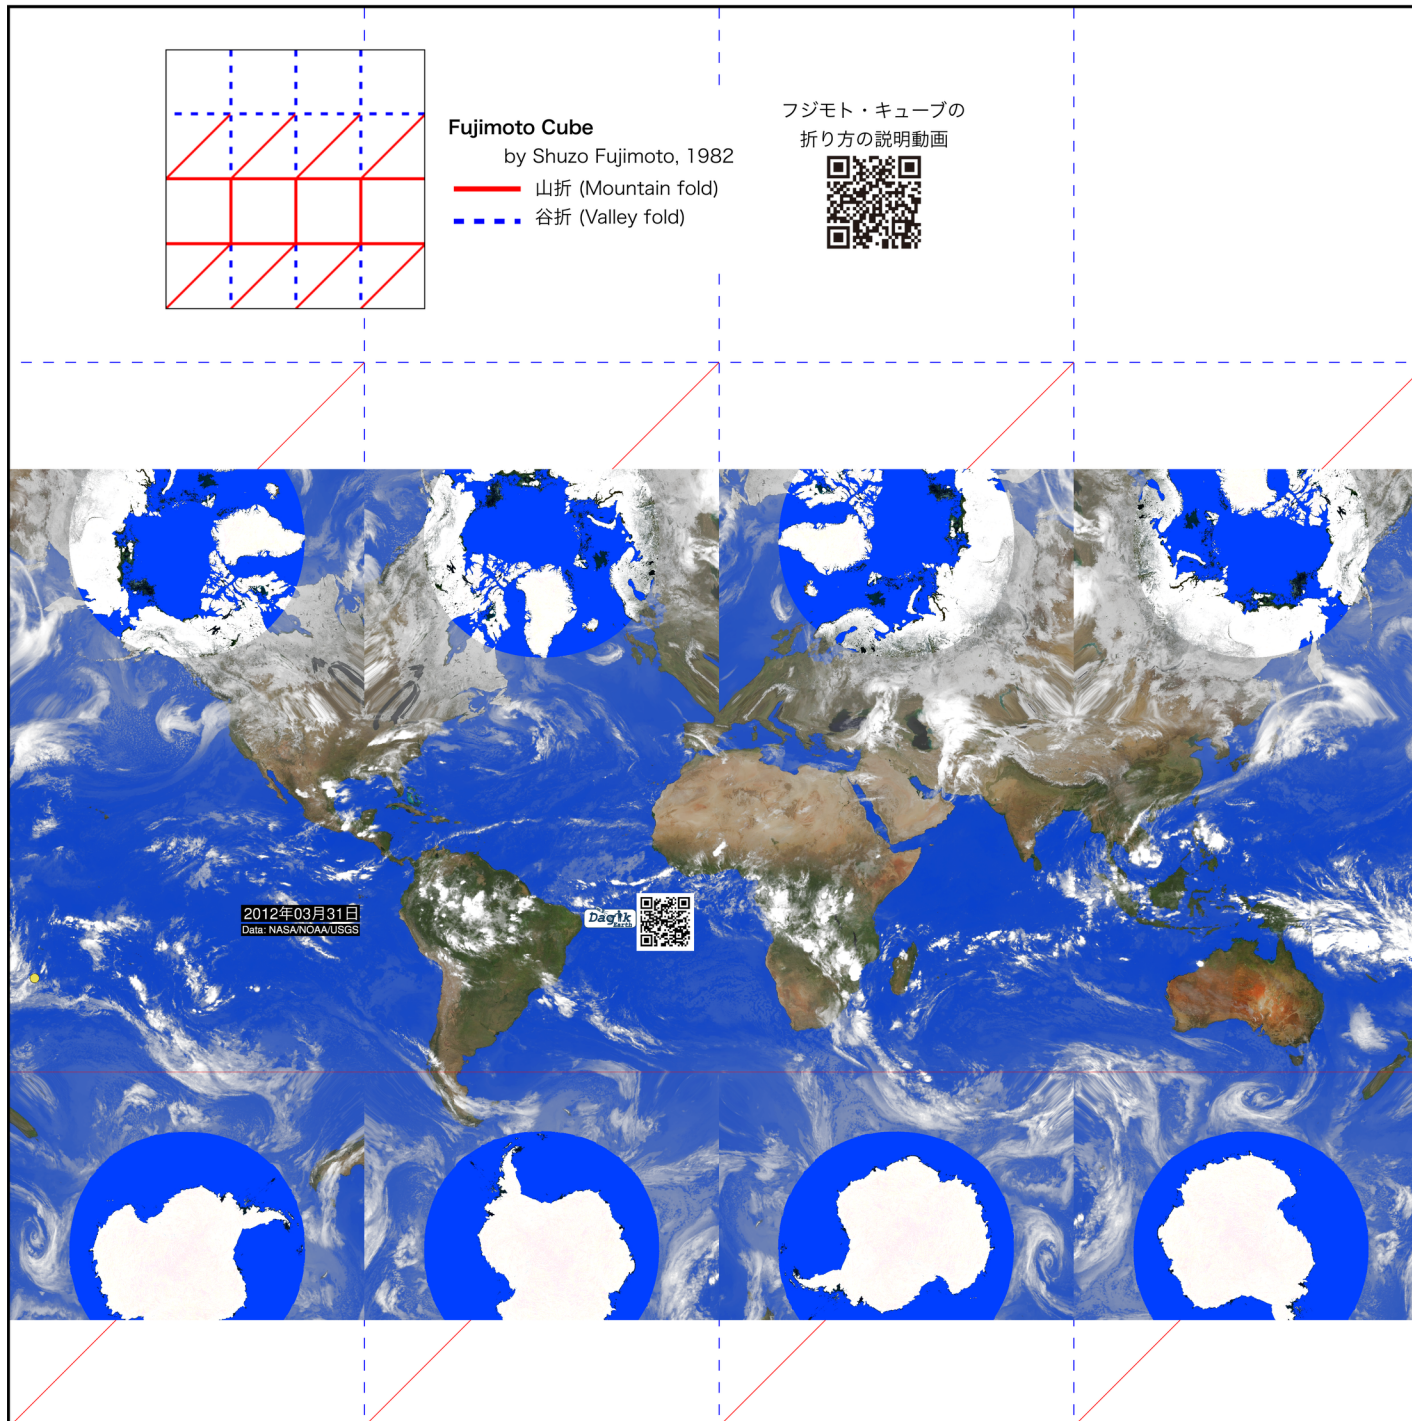 Fujimoto Cube
by Shuzo Fujimoto, 1982
山折 (Mountain fold)
谷折 (Valley fold)
フジモト・キューブの
折り方の説明動画
2012年03月31日
Data: NASA/NOAA/USGS
Dagik
Earth